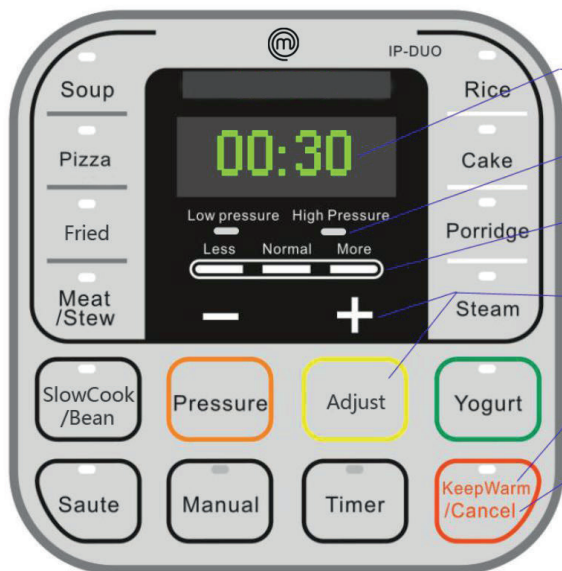 IP-DUO
Soup
Pizza
Fried
Meat
/Stew
00:30
Low pressure High Pressure
Less Normal More
− +
Rice
Cake
Porridge
Steam
SlowCook
/Bean
Pressure
Adjust
Yogurt
Saute
Manual
Timer
KeepWarm
/Cancel